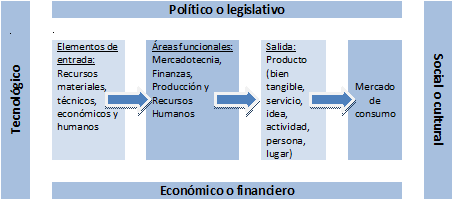 Político o legislativo
Tecnológico
Elementos de
entrada:
Recursos
materiales,
técnicos,
económicos y
humanos
Áreas funcionales:
Mercadotecnia,
Finanzas,
Producción y
Recursos
Humanos
Salida:
Producto
(bien
tangible,
servicio,
idea,
actividad,
persona,
lugar)
Mercado
de
consumo
Social o cultural
Económico o financiero